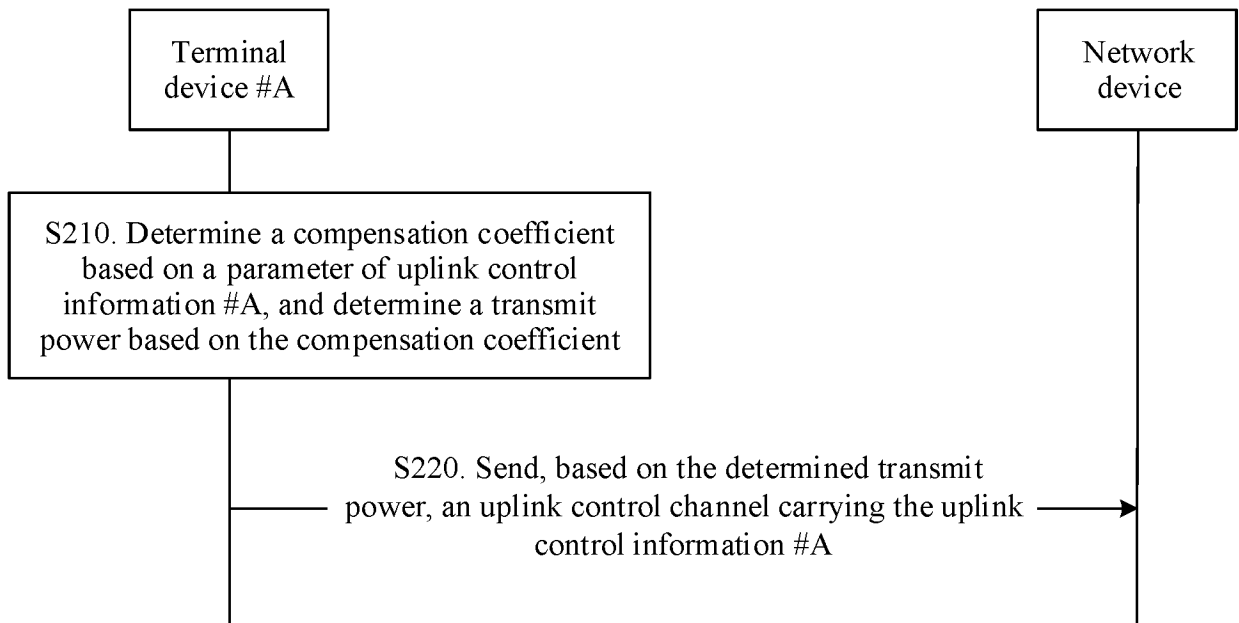 Terminal
device #A
Network
device
S210. Determine a compensation coefficient
based on a parameter of uplink control
information #A, and determine a transmit
power based on the compensation coefficient
S220. Send, based on the determined transmit
power, an uplink control channel carrying the uplink
control information #A